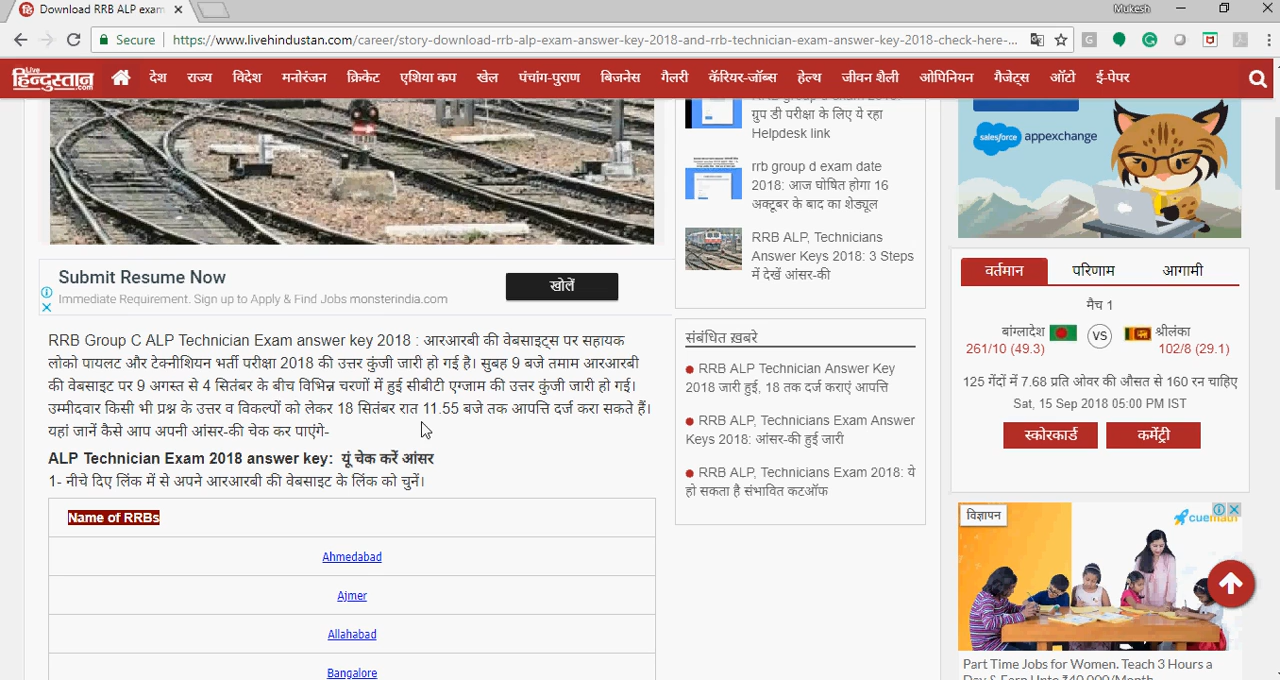 Download RRB ALP exam
Mukesh
Secure
https://www.livehindustan.com/career/story-download-rrb-alp-exam-answer-key-2018-and-rrb-technician-exam-answer-key-2018-check-here-...
Live
हिन्दुस्तान
.com
देश
राज्य
विदेश
मनोरंजन
क्रिकेट
एशिया कप
खेल
पंचांग-पुराण
बिजनेस
गैलरी
कॅरियर-जॉब्स
हेल्थ
जीवन शैली
ओपिनियन
गैजेट्स
ऑटो
ई-पेपर
Submit Resume Now
Immediate Requirement. Sign up to Apply & Find Jobs monsterindia.com
खोलें
RRB Group C ALP Technician Exam answer key 2018 : आरआरबी की वेबसाइट्स पर सहायक
लोको पायलट और टेक्नीशियन भर्ती परीक्षा 2018 की उत्तर कुंजी जारी हो गई है। सुबह 9 बजे तमाम आरआरबी
की वेबसाइट पर 9 अगस्त से 4 सितंबर के बीच विभिन्न चरणों में हुई सीबीटी एग्जाम की उत्तर कुंजी जारी हो गई।
उम्मीदवार किसी भी प्रश्न के उत्तर व विकल्पों को लेकर 18 सितंबर रात 11.55 बजे तक आपत्ति दर्ज करा सकते हैं।
यहां जानें कैसे आप अपनी आंसर-की चेक कर पाएंगे-
ALP Technician Exam 2018 answer key: यूं चेक करें आंसर
1- नीचे दिए लिंक में से अपने आरआरबी की वेबसाइट के लिंक को चुनें।
Name of RRBs
Ahmedabad
Ajmer
Allahabad
Bangalore
RRB group d exam 2018:
ग्रुप डी परीक्षा के लिए ये रहा
Helpdesk link
rrb group d exam date
2018: आज घोषित होगा 16
अक्टूबर के बाद का शेड्यूल
RRB ALP, Technicians
Answer Keys 2018: 3 Steps
में देखें आंसर-की
संबंधित ख़बरे
RRB ALP Technician Answer Key
2018 जारी हुई, 18 तक दर्ज कराएं आपत्ति
RRB ALP, Technicians Exam Answer
Keys 2018: आंसर-की हुई जारी
RRB ALP, Technicians Exam 2018: ये
हो सकता है संभावित कटऑफ
salesforce appexchange
वर्तमान
परिणाम
आगामी
मैच 1
बांग्लादेश VS श्रीलंका
261/10 (49.3) 102/8 (29.1)
125 गेंदों में 7.68 प्रति ओवर की औसत से 160 रन चाहिए
Sat, 15 Sep 2018 05:00 PM IST
स्कोरकार्ड
कमेंट्री
विज्ञापन
cuemath
Part Time Jobs for Women. Teach 3 Hours a
Day & Earn Upto ₹40,000/Month